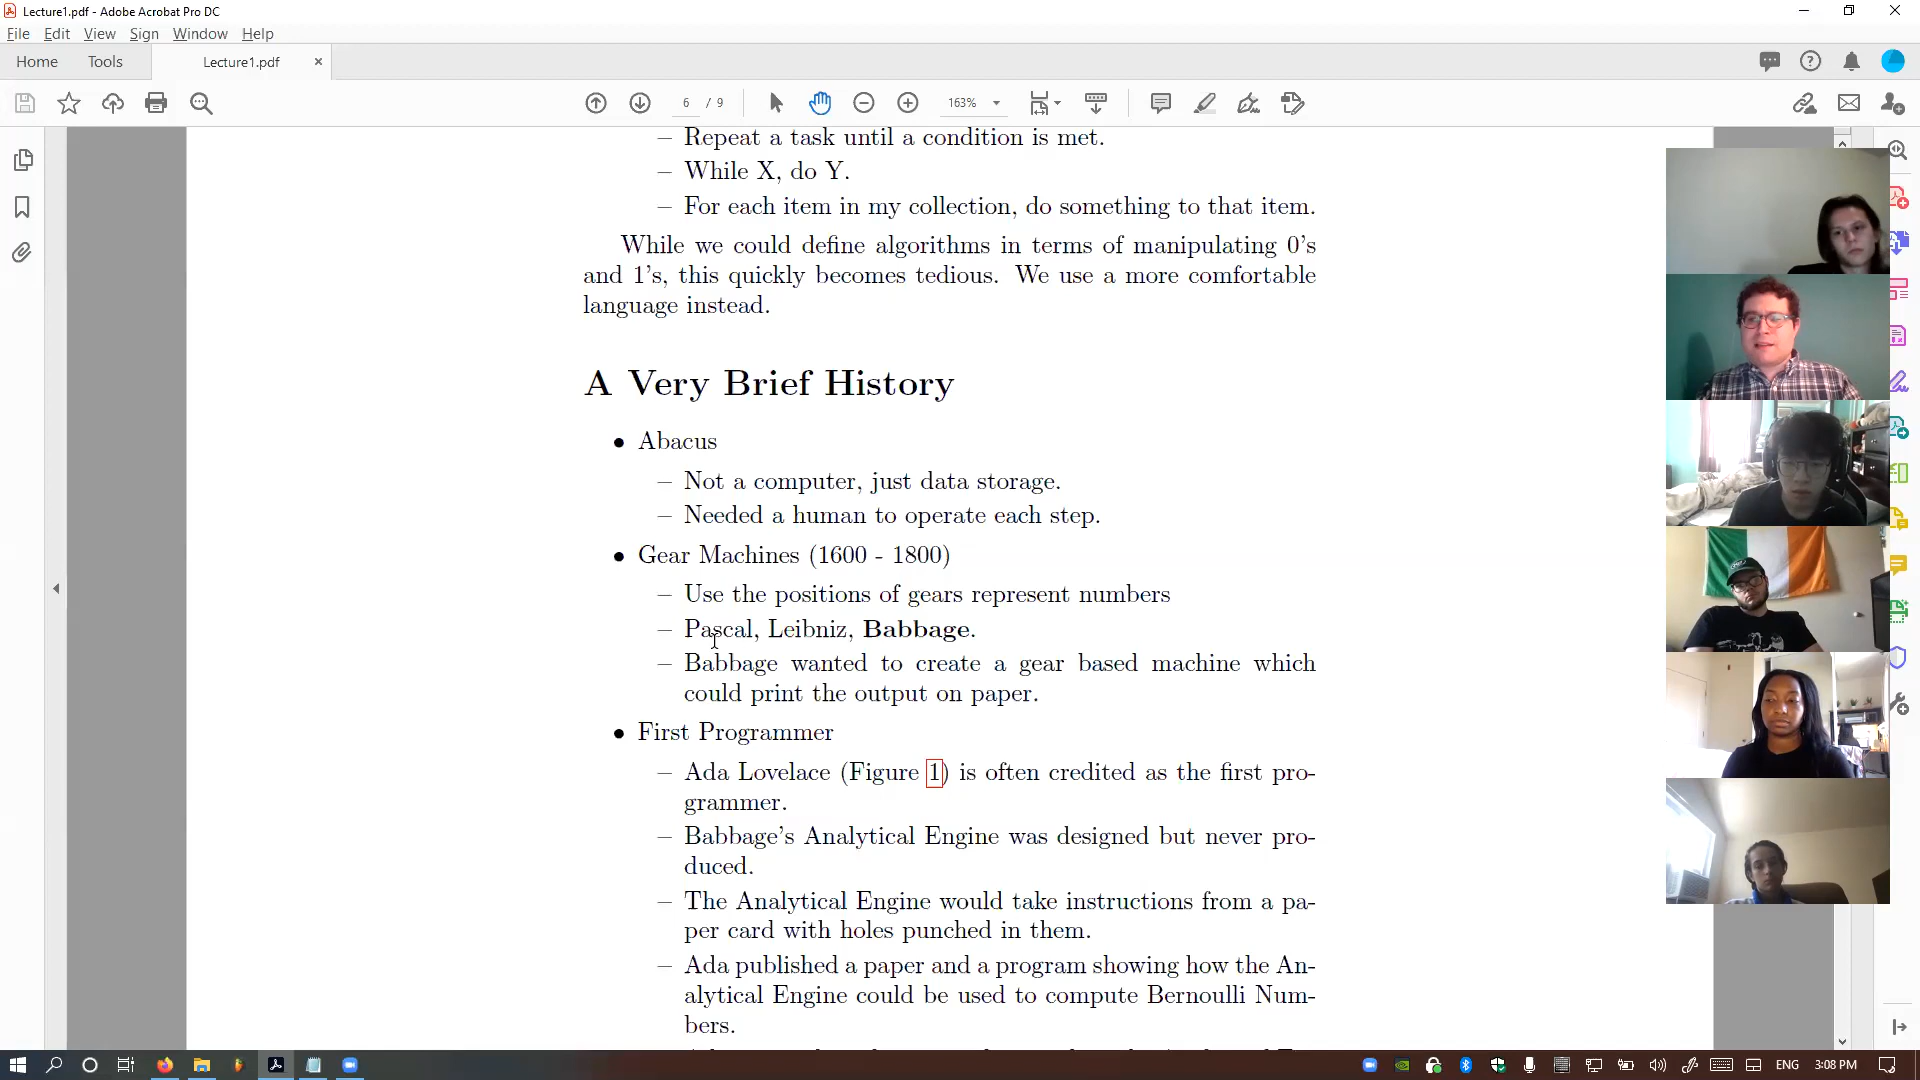 Lecture1.pdf - Adobe Acrobat Pro DC
File Edit View Sign Window Help
Home Tools Lecture1.pdf ×
6 / 9 163%
– Repeat a task until a condition is met.
– While X, do Y.
– For each item in my collection, do something to that item.
While we could define algorithms in terms of manipulating 0’s
and 1’s, this quickly becomes tedious. We use a more comfortable
language instead.
A Very Brief History
• Abacus
– Not a computer, just data storage.
– Needed a human to operate each step.
• Gear Machines (1600 - 1800)
– Use the positions of gears represent numbers
– Pascal, Leibniz, Babbage.
– Babbage wanted to create a gear based machine which
could print the output on paper.
• First Programmer
– Ada Lovelace (Figure 1) is often credited as the first pro-
grammer.
– Babbage’s Analytical Engine was designed but never pro-
duced.
– The Analytical Engine would take instructions from a pa-
per card with holes punched in them.
– Ada published a paper and a program showing how the An-
alytical Engine could be used to compute Bernoulli Num-
bers.
ENG 3:08 PM